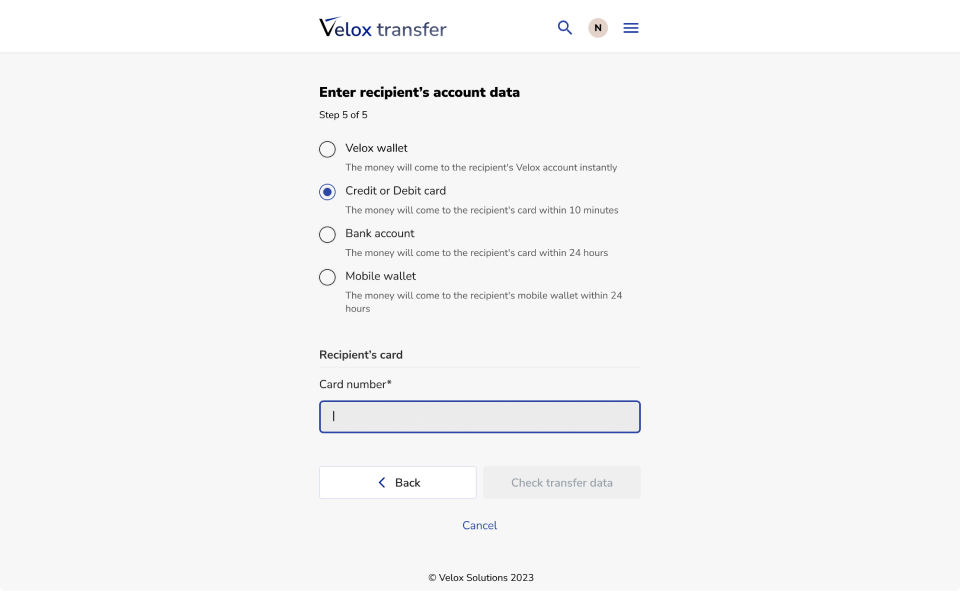 Velox transfer
N
Enter recipient's account data
Step 5 of 5
Velox wallet
The money will come to the recipient's Velox account instantly
Credit or Debit card
The money will come to the recipient's card within 10 minutes
Bank account
The money will come to the recipient's card within 24 hours
Mobile wallet
The money will come to the recipient's mobile wallet within 24
hours
Recipient's card
Card number*
Back
Check transfer data
Cancel
© Velox Solutions 2023